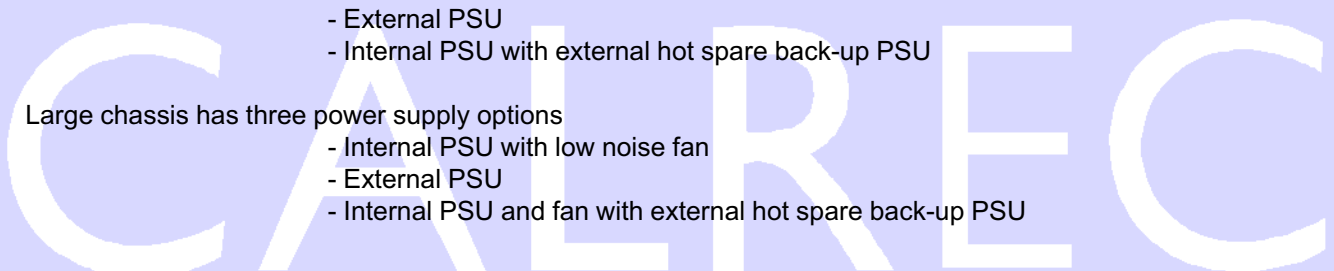 - External PSU
- Internal PSU with external hot spare back-up PSU
Large chassis has three power supply options
- Internal PSU with low noise fan
- External PSU
- Internal PSU and fan with external hot spare back-up PSU
CALREC